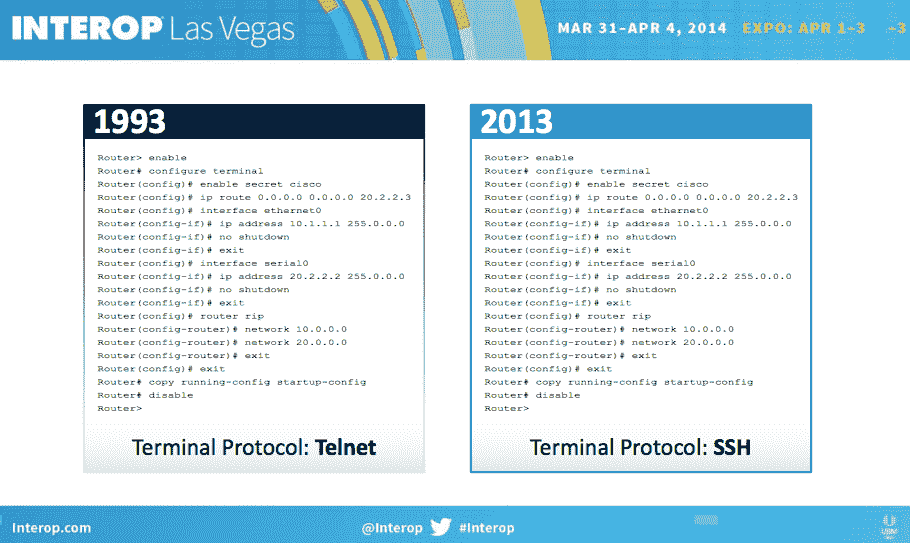 INTEROP Las Vegas
MAR 31-APR 4, 2014 EXPO: APR 1-3 -3
1993
Router> enable
Router# configure terminal
Router(config)# enable secret cisco
Router(config)# ip route 0.0.0.0 0.0.0.0 20.2.2.3
Router(config)# interface ethernet0
Router(config-if)# ip address 10.1.1.1 255.0.0.0
Router(config-if)# no shutdown
Router(config-if)# exit
Router(config)# interface serial0
Router(config-if)# ip address 20.2.2.2 255.0.0.0
Router(config-if)# no shutdown
Router(config-if)# exit
Router(config)# router rip
Router(config-router)# network 10.0.0.0
Router(config-router)# network 20.0.0.0
Router(config-router)# exit
Router(config)# exit
Router# copy running-config startup-config
Router# disable
Router>
Terminal Protocol: Telnet
2013
Router> enable
Router# configure terminal
Router(config)# enable secret cisco
Router(config)# ip route 0.0.0.0 0.0.0.0 20.2.2.3
Router(config)# interface ethernet0
Router(config-if)# ip address 10.1.1.1 255.0.0.0
Router(config-if)# no shutdown
Router(config-if)# exit
Router(config)# interface serial0
Router(config-if)# ip address 20.2.2.2 255.0.0.0
Router(config-if)# no shutdown
Router(config-if)# exit
Router(config)# router rip
Router(config-router)# network 10.0.0.0
Router(config-router)# network 20.0.0.0
Router(config-router)# exit
Router(config)# exit
Router# copy running-config startup-config
Router# disable
Router>
Terminal Protocol: SSH
Interop.com
@Interop #Interop
UBM